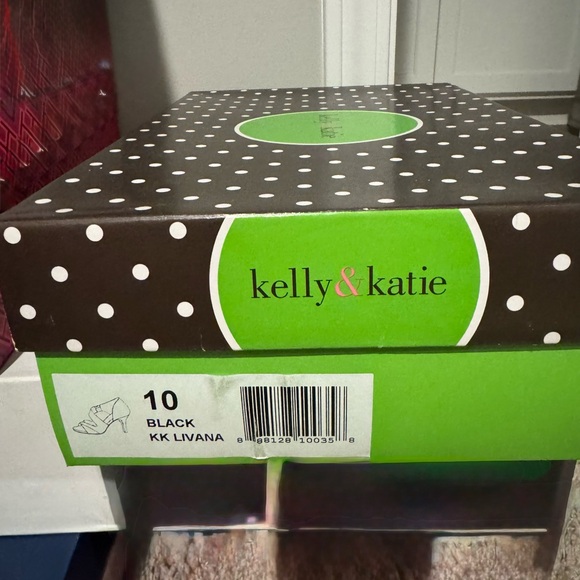 kelly&katie
10
BLACK
KK LIVANA
8 88128 10035 8